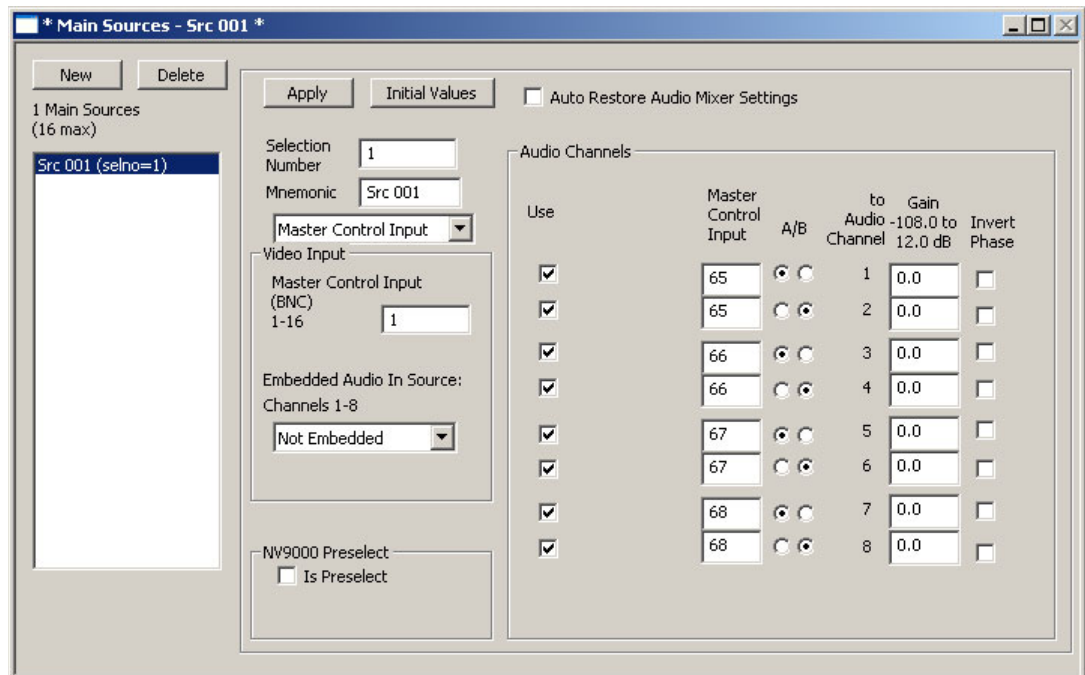 * Main Sources - Src 001 *
New Delete
1 Main Sources
(16 max)
Src 001 (selno=1)
Apply Initial Values
Auto Restore Audio Mixer Settings
Selection
Number
1
Mnemonic Src 001
Master Control Input
Video Input
Master Control Input
(BNC)
1-16
1
Embedded Audio In Source:
Channels 1-8
Not Embedded
NV9000 Preselect
Is Preselect
Audio Channels
Use
Master
Control
Input
A/B
to
Audio
Channel
Gain
-108.0 to
12.0 dB
Invert
Phase
65 1 0.0
65 2 0.0
66 3 0.0
66 4 0.0
67 5 0.0
67 6 0.0
68 7 0.0
68 8 0.0